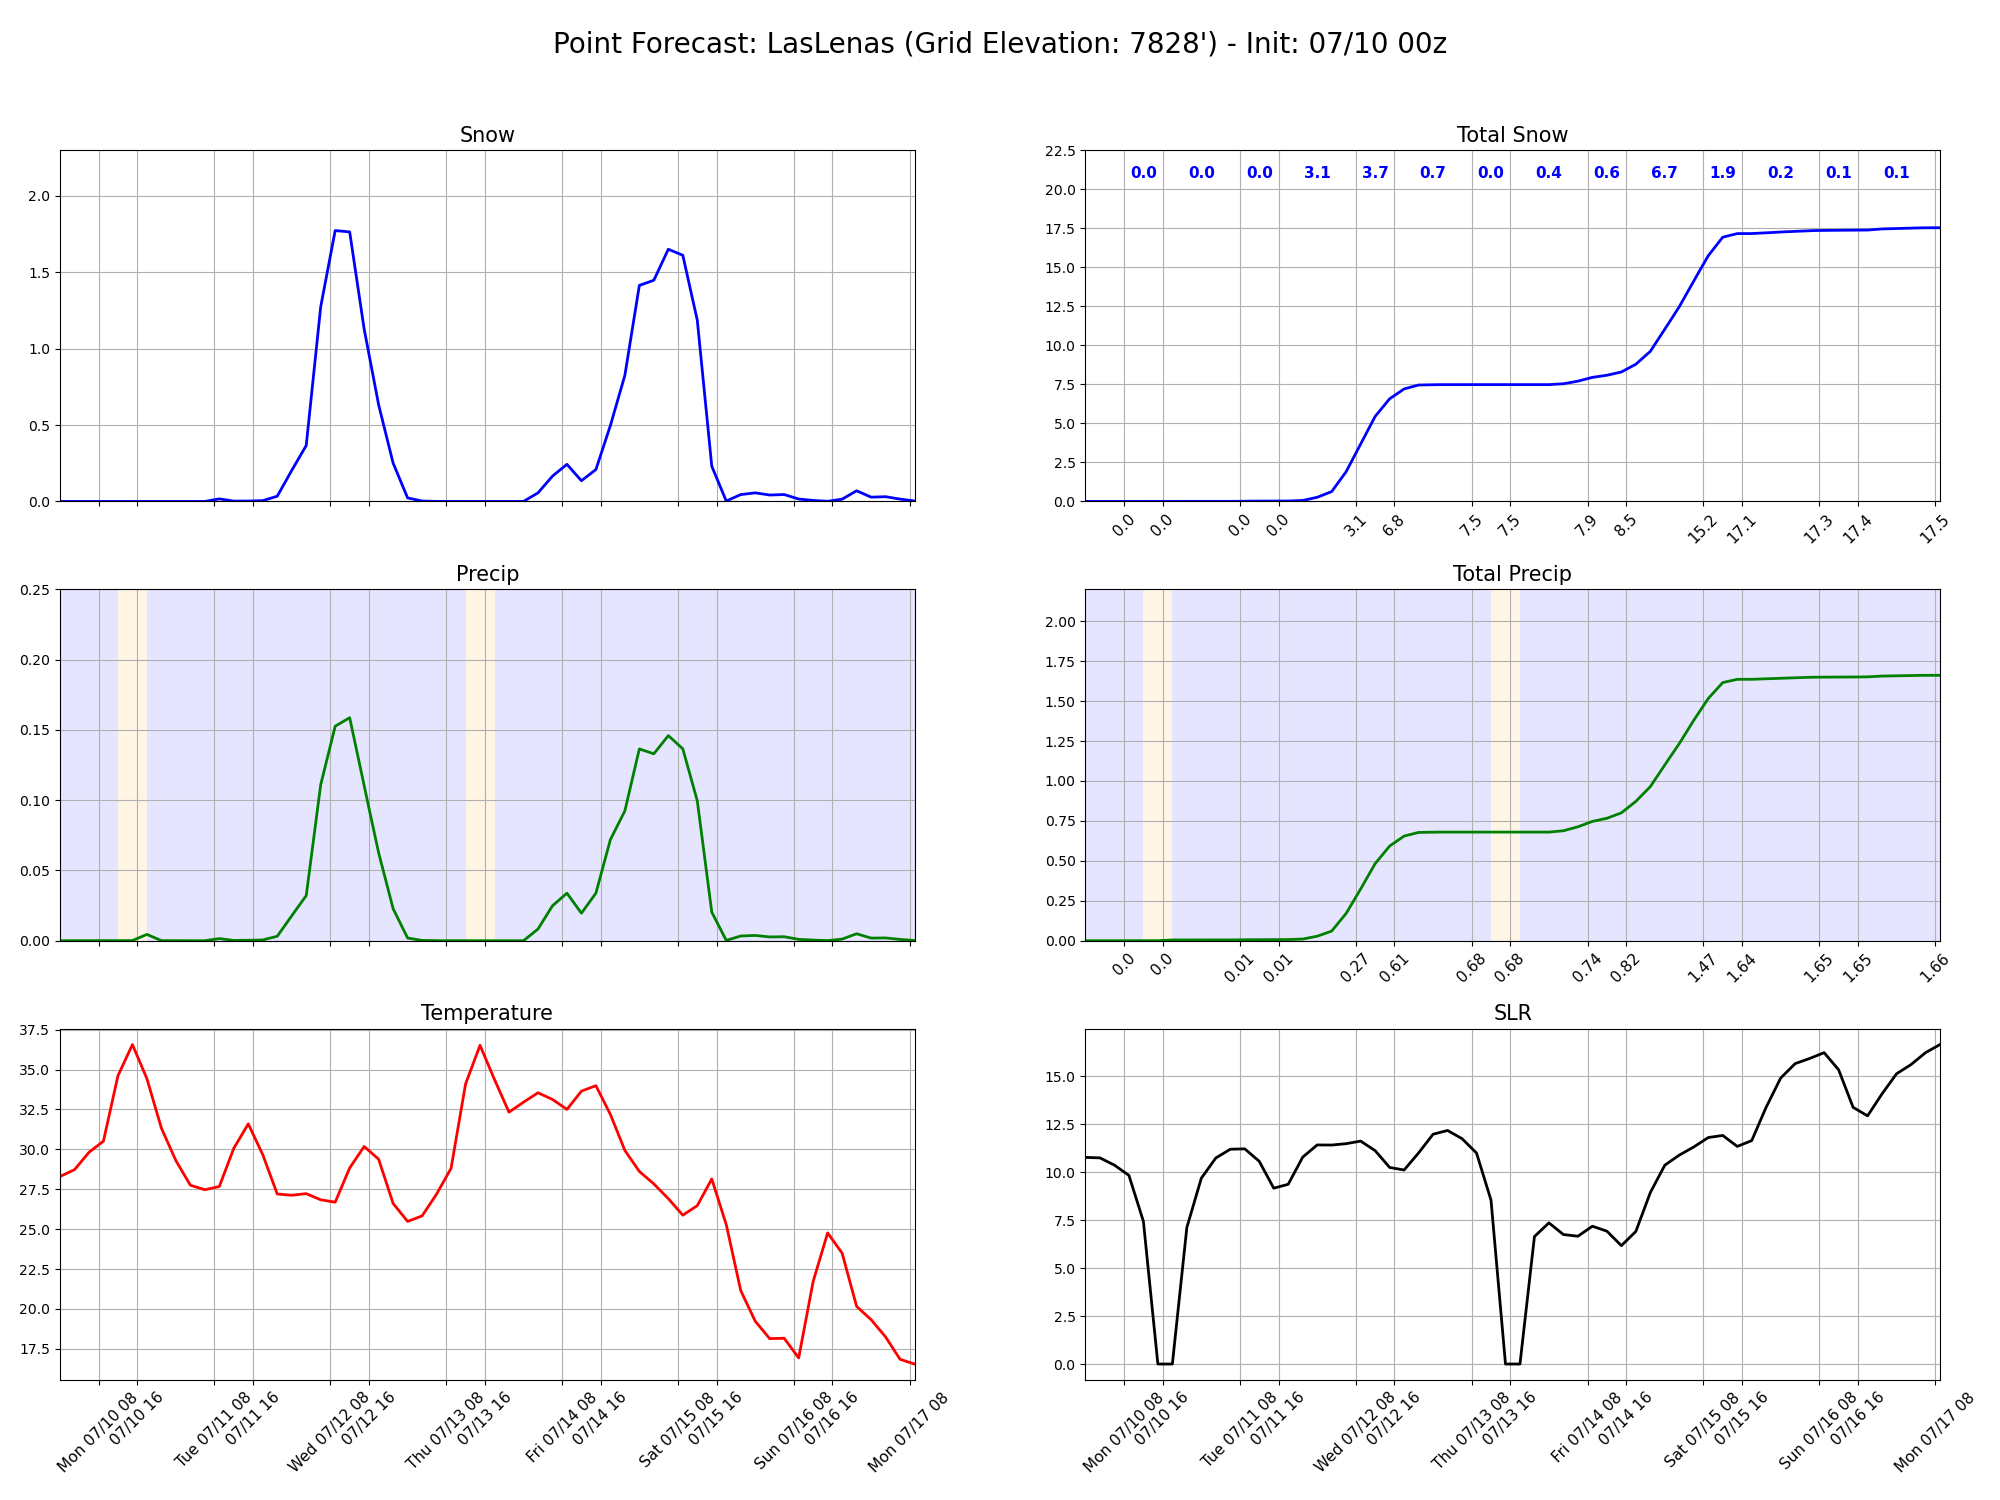 Point Forecast: LasLenas (Grid Elevation: 7828') - Init: 07/10 00z
Snow
2.0
1.5
1.0
0.5
0.0
Total Snow
22.5
20.0
17.5
15.0
12.5
10.0
7.5
5.0
2.5
0.0
0.0 0.0 0.0 3.1 3.7 0.7 0.0 0.4 0.6 6.7 1.9 0.2 0.1 0.1
0.0 0.0 0.0 0.0 3.1 6.8 7.5 7.5 7.9 8.5 15.2 17.1 17.3 17.4 17.5
Precip
0.25
0.20
0.15
0.10
0.05
0.00
Total Precip
2.00
1.75
1.50
1.25
1.00
0.75
0.50
0.25
0.00
0.0 0.0 0.01 0.01 0.27 0.61 0.68 0.68 0.74 0.82 1.47 1.64 1.65 1.65 1.66
Temperature
37.5
35.0
32.5
30.0
27.5
25.0
22.5
20.0
17.5
Mon 07/10 08
07/10 16
Tue 07/11 08
07/11 16
Wed 07/12 08
07/12 16
Thu 07/13 08
07/13 16
Fri 07/14 08
07/14 16
Sat 07/15 08
07/15 16
Sun 07/16 08
07/16 16
Mon 07/17 08
SLR
15.0
12.5
10.0
7.5
5.0
2.5
0.0
Mon 07/10 08
07/10 16
Tue 07/11 08
07/11 16
Wed 07/12 08
07/12 16
Thu 07/13 08
07/13 16
Fri 07/14 08
07/14 16
Sat 07/15 08
07/15 16
Sun 07/16 08
07/16 16
Mon 07/17 08